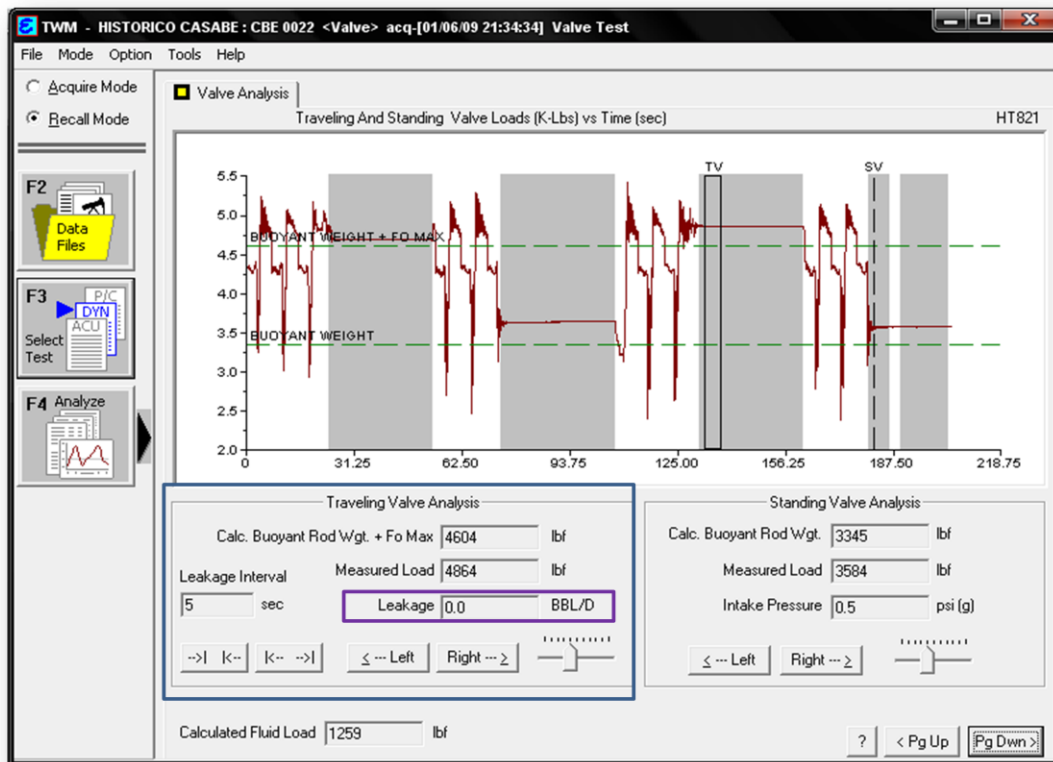 TWM - HISTORICO CASABE : CBE 0022 <Valve> acq-[01/06/09 21:34:34] Valve Test
File Mode Option Tools Help
Acquire Mode
Recall Mode
F2
Data
Files
F3
P/C
DYN
ACU
Select
Test
F4 Analyze
Valve Analysis
Traveling And Standing Valve Loads (K-Lbs) vs Time (sec) HT821
TV SV
5.5
5.0
BUOYANT WEIGHT + FO MAX
4.5
4.0
3.5
BUOYANT WEIGHT
3.0
2.5
2.0
0 31.25 62.50 93.75 125.00 156.25 187.50 218.75
Traveling Valve Analysis
Calc. Buoyant Rod Wgt. + Fo Max 4604 lbf
Measured Load 4864 lbf
Leakage Interval
5 sec
Leakage 0.0 BBL/D
-->| |<-- |<-- -->| < --- Left Right --- >
Standing Valve Analysis
Calc. Buoyant Rod Wgt. 3345 lbf
Measured Load 3584 lbf
Intake Pressure 0.5 psi (g)
< --- Left Right --- >
Calculated Fluid Load 1259 lbf
? < Pg Up Pg Dwn >